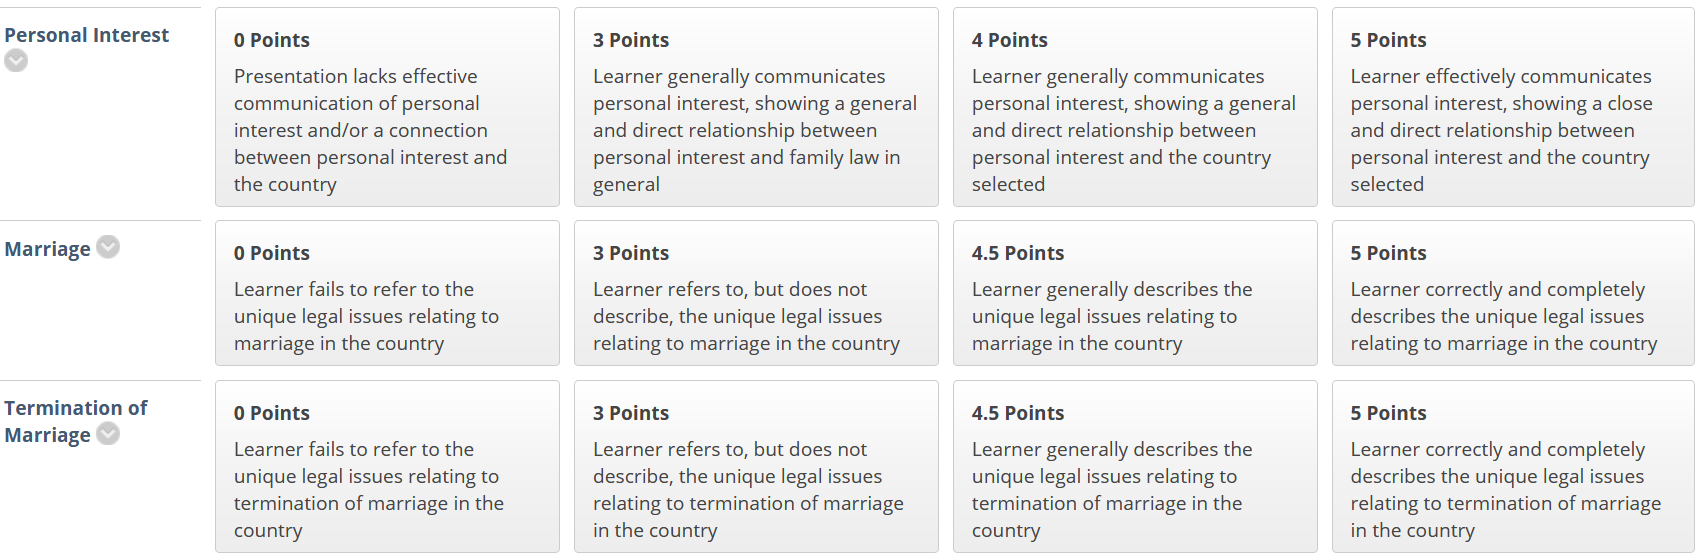 Personal Interest
0 Points
Presentation lacks effective
communication of personal
interest and/or a connection
between personal interest and
the country
3 Points
Learner generally communicates
personal interest, showing a general
and direct relationship between
personal interest and family law in
general
4 Points
Learner generally communicates
personal interest, showing a general
and direct relationship between
personal interest and the country
selected
5 Points
Learner effectively communicates
personal interest, showing a close
and direct relationship between
personal interest and the country
selected
Marriage
0 Points
Learner fails to refer to the
unique legal issues relating to
marriage in the country
3 Points
Learner refers to, but does not
describe, the unique legal issues
relating to marriage in the country
4.5 Points
Learner generally describes the
unique legal issues relating to
marriage in the country
5 Points
Learner correctly and completely
describes the unique legal issues
relating to marriage in the country
Termination of
Marriage
0 Points
Learner fails to refer to the
unique legal issues relating to
termination of marriage in the
country
3 Points
Learner refers to, but does not
describe, the unique legal issues
relating to termination of marriage
in the country
4.5 Points
Learner generally describes the
unique legal issues relating to
termination of marriage in the
country
5 Points
Learner correctly and completely
describes the unique legal issues
relating to termination of marriage
in the country